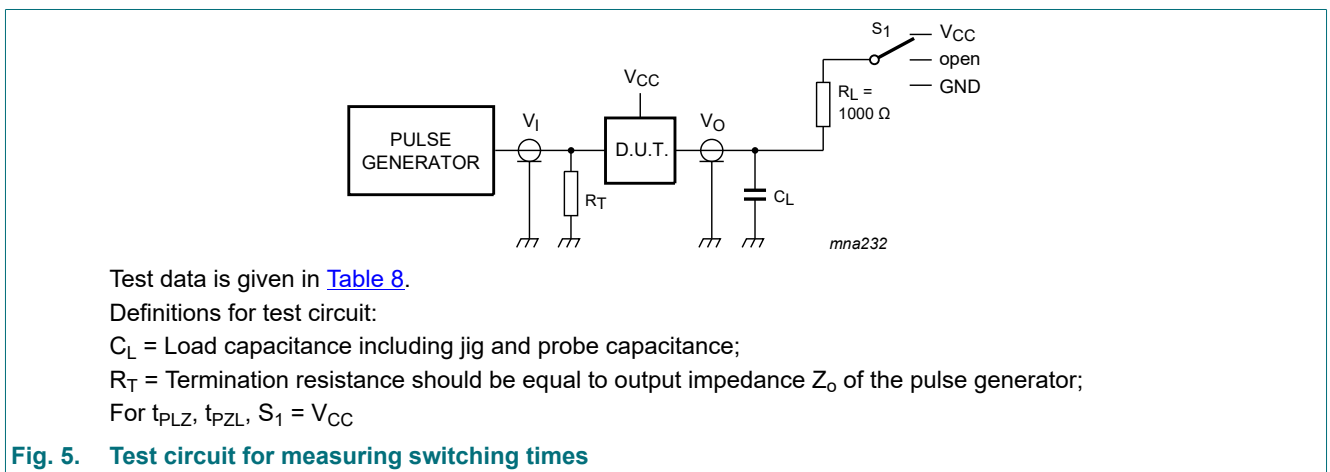 S1
VCC
open
GND
VCC
RL =
1000 Ω
PULSE
GENERATOR
VI
D.U.T.
VO
RT
CL
mna232
Test data is given in Table 8.
Definitions for test circuit:
CL = Load capacitance including jig and probe capacitance;
RT = Termination resistance should be equal to output impedance Zo of the pulse generator;
For tPLZ, tPZL, S1 = VCC
Fig. 5. Test circuit for measuring switching times